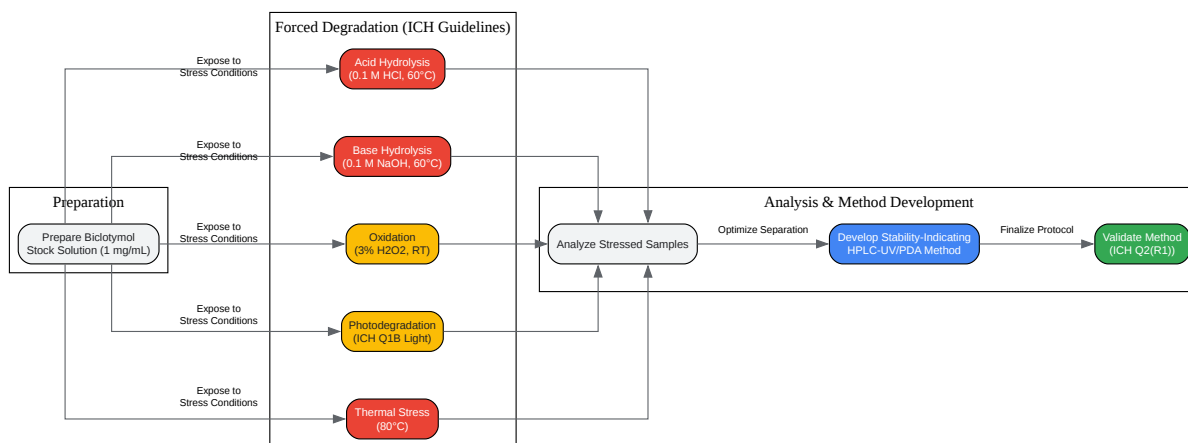 Forced Degradation (ICH Guidelines)
Expose to
Stress Conditions
Acid Hydrolysis
(0.1 M HCl, 60°C)
Expose to
Stress Conditions
Base Hydrolysis
(0.1 M NaOH, 60°C)
Preparation
Analysis & Method Development
Prepare Biclotymol
Stock Solution (1 mg/mL)
Expose to
Stress Conditions
Oxidation
(3% H2O2, RT)
Analyze Stressed Samples
Optimize Separation
Develop Stability-Indicating
HPLC-UV/PDA Method
Finalize Protocol
Validate Method
(ICH Q2(R1))
Expose to
Stress Conditions
Photodegradation
(ICH Q1B Light)
Expose to
Stress Conditions
Thermal Stress
(80°C)